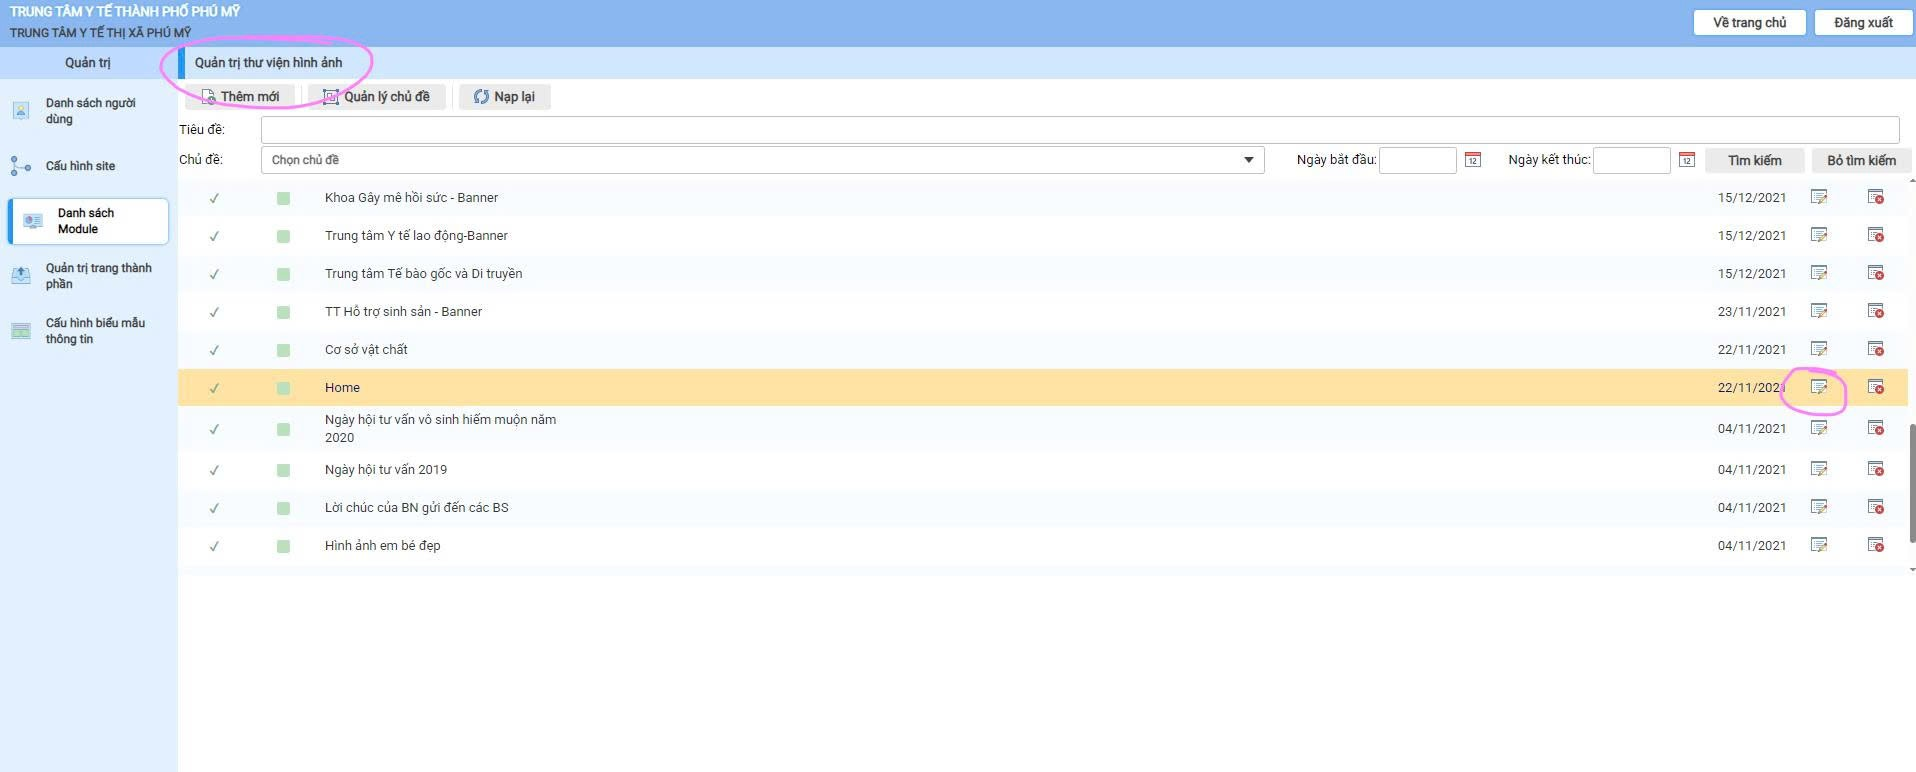 TRUNG TÂM Y TẾ THÀNH PHỐ PHÚ MỸ
TRUNG TÂM Y TẾ THỊ XÃ PHÚ MỸ
Về trang chủ
Đăng xuất
Quản trị
Quản trị thư viện hình ảnh
Danh sách người
dùng
Cấu hình site
Danh sách
Module
Quản trị trang thành
phần
Cấu hình biểu mẫu
thông tin
Thêm mới
Quản lý chủ đề
Nạp lại
Tiêu đề:
Chủ đề:
Chọn chủ đề
Ngày bắt đầu:
12
Ngày kết thúc:
12
Tìm kiếm
Bỏ tìm kiếm
Khoa Gây mê hồi sức - Banner
15/12/2021
Trung tâm Y tế lao động-Banner
15/12/2021
Trung tâm Tế bào gốc và Di truyền
15/12/2021
TT Hỗ trợ sinh sản - Banner
23/11/2021
Cơ sở vật chất
22/11/2021
Home
22/11/2021
Ngày hội tư vấn vô sinh hiếm muộn năm
2020
04/11/2021
Ngày hội tư vấn 2019
04/11/2021
Lời chúc của BN gửi đến các BS
04/11/2021
Hình ảnh em bé đẹp
04/11/2021